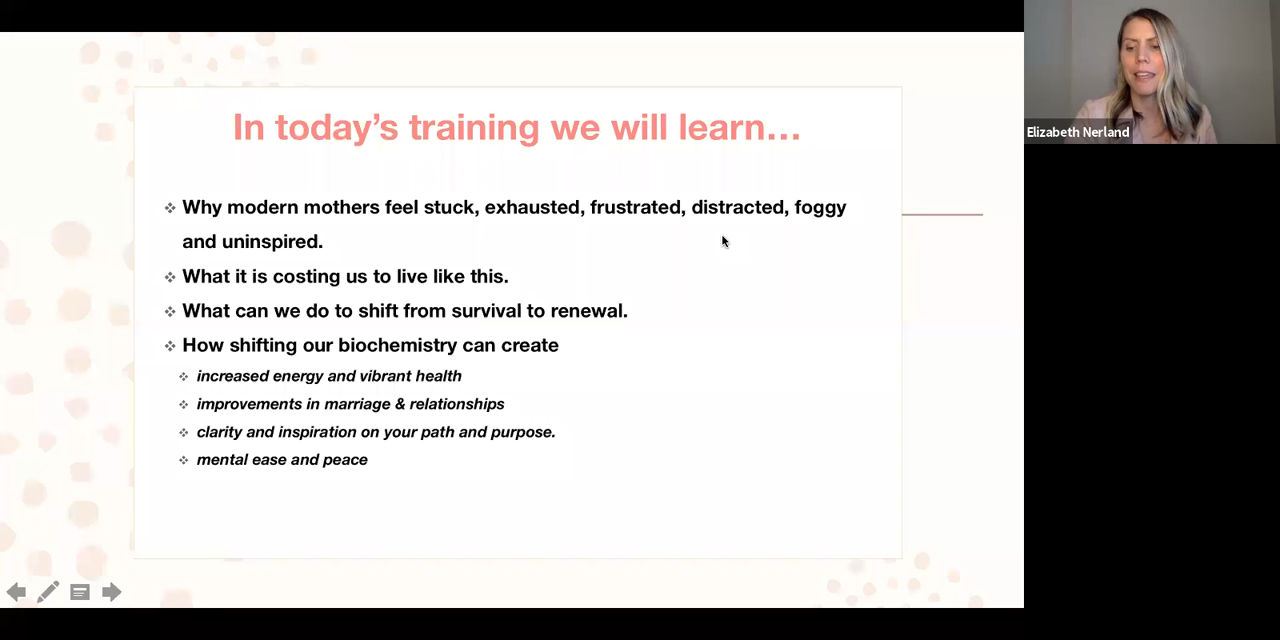 In today’s training we will learn…
Why modern mothers feel stuck, exhausted, frustrated, distracted, foggy
and uninspired.
What it is costing us to live like this.
What can we do to shift from survival to renewal.
How shifting our biochemistry can create
increased energy and vibrant health
improvements in marriage & relationships
clarity and inspiration on your path and purpose.
mental ease and peace
Elizabeth Nerland